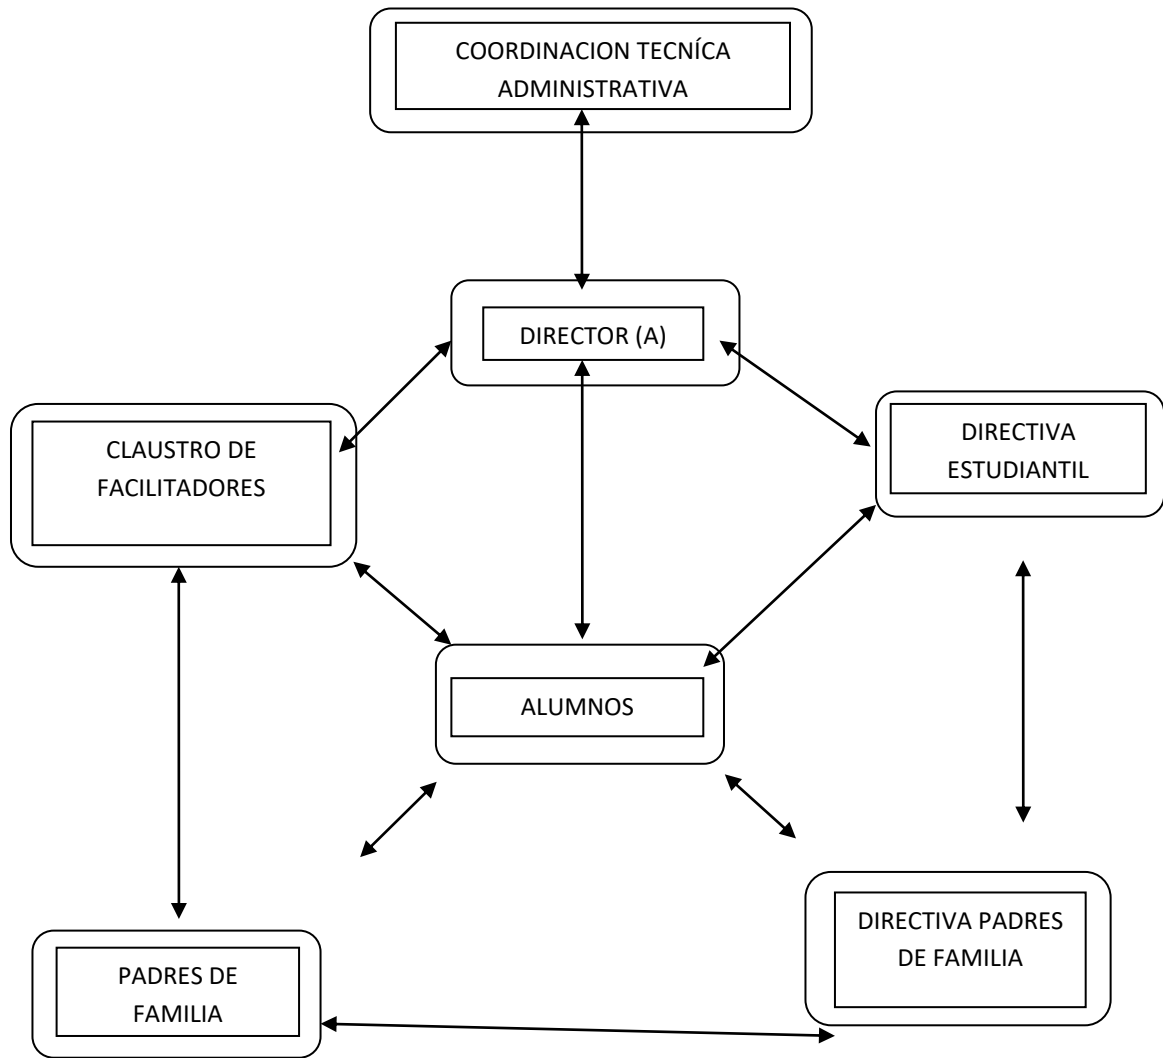 COORDINACION TECNÍCA
ADMINISTRATIVA
DIRECTOR (A)
CLAUSTRO DE
FACILITADORES
DIRECTIVA
ESTUDIANTIL
ALUMNOS
DIRECTIVA PADRES
DE FAMILIA
PADRES DE
FAMILIA